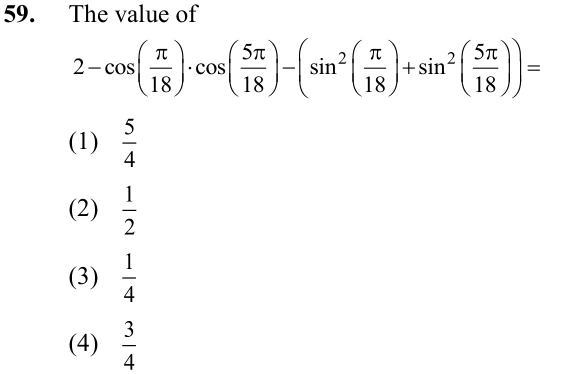 59. The value of
2−cos(π/18)·cos(5π/18)−(sin²(π/18)+sin²(5π/18))=
(1) 5/4
(2) 1/2
(3) 1/4
(4) 3/4